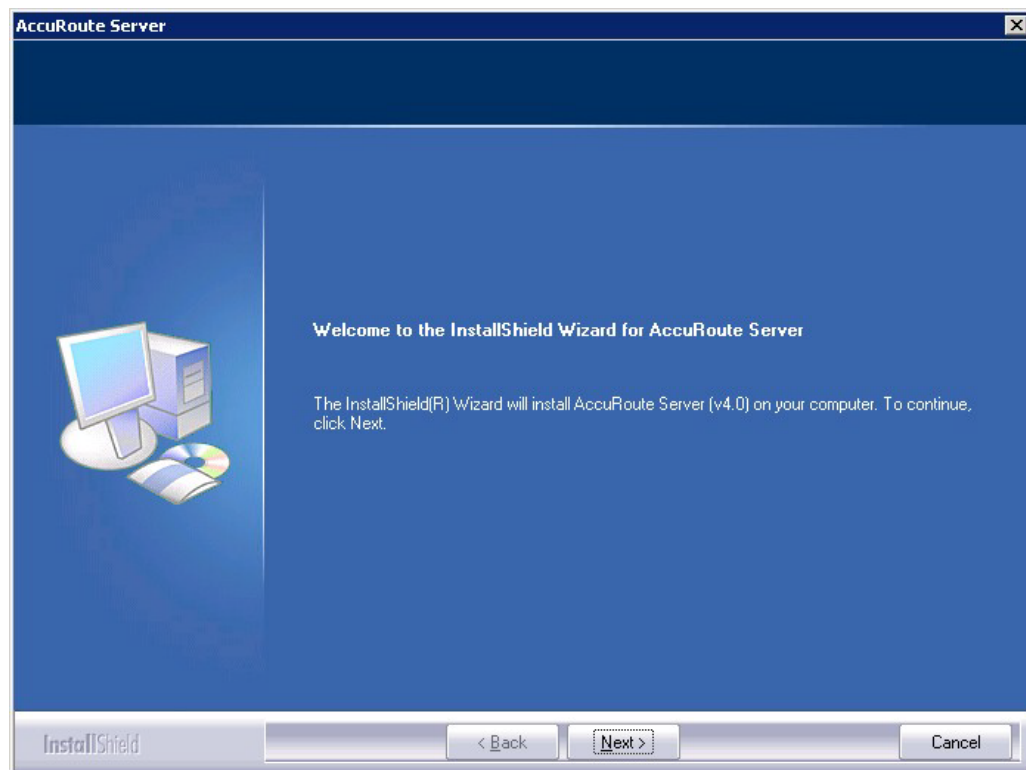 AccuRoute Server
Welcome to the InstallShield Wizard for AccuRoute Server
The InstallShield(R) Wizard will install AccuRoute Server (v4.0) on your computer. To continue,
click Next.
InstallShield
< Back
Next >
Cancel